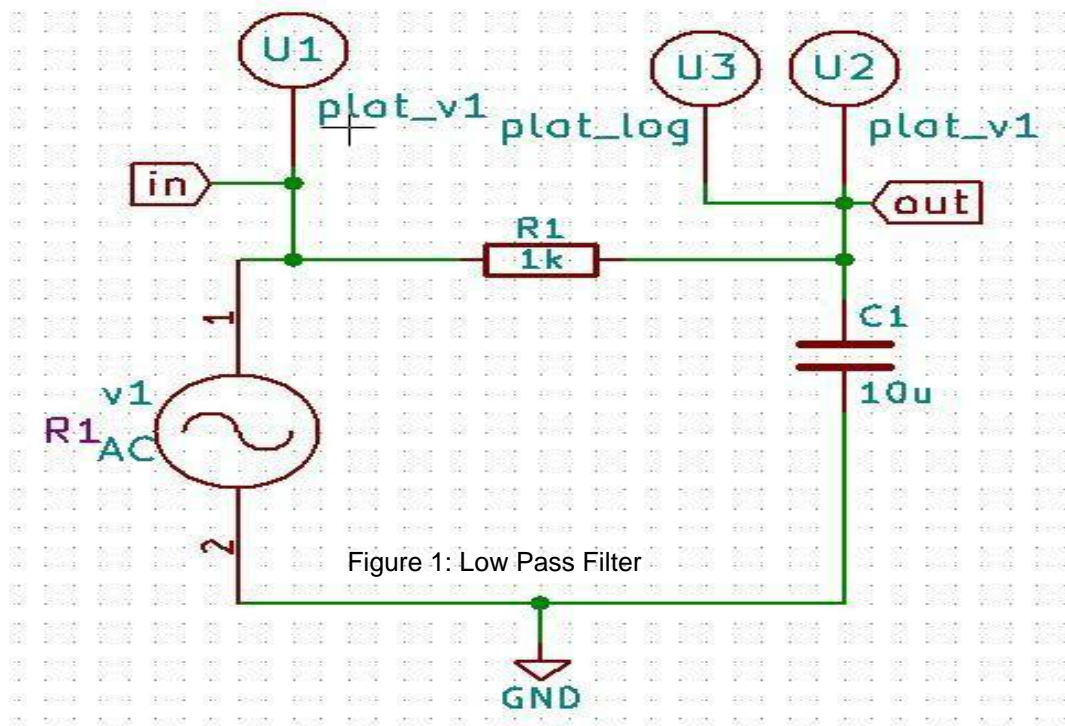 U1
U3
U2
plot_v1
plot_log
plot_v1
in
out
R1
1k
1
C1
v1
10u
R1
AC
2
Figure 1: Low Pass Filter
GND